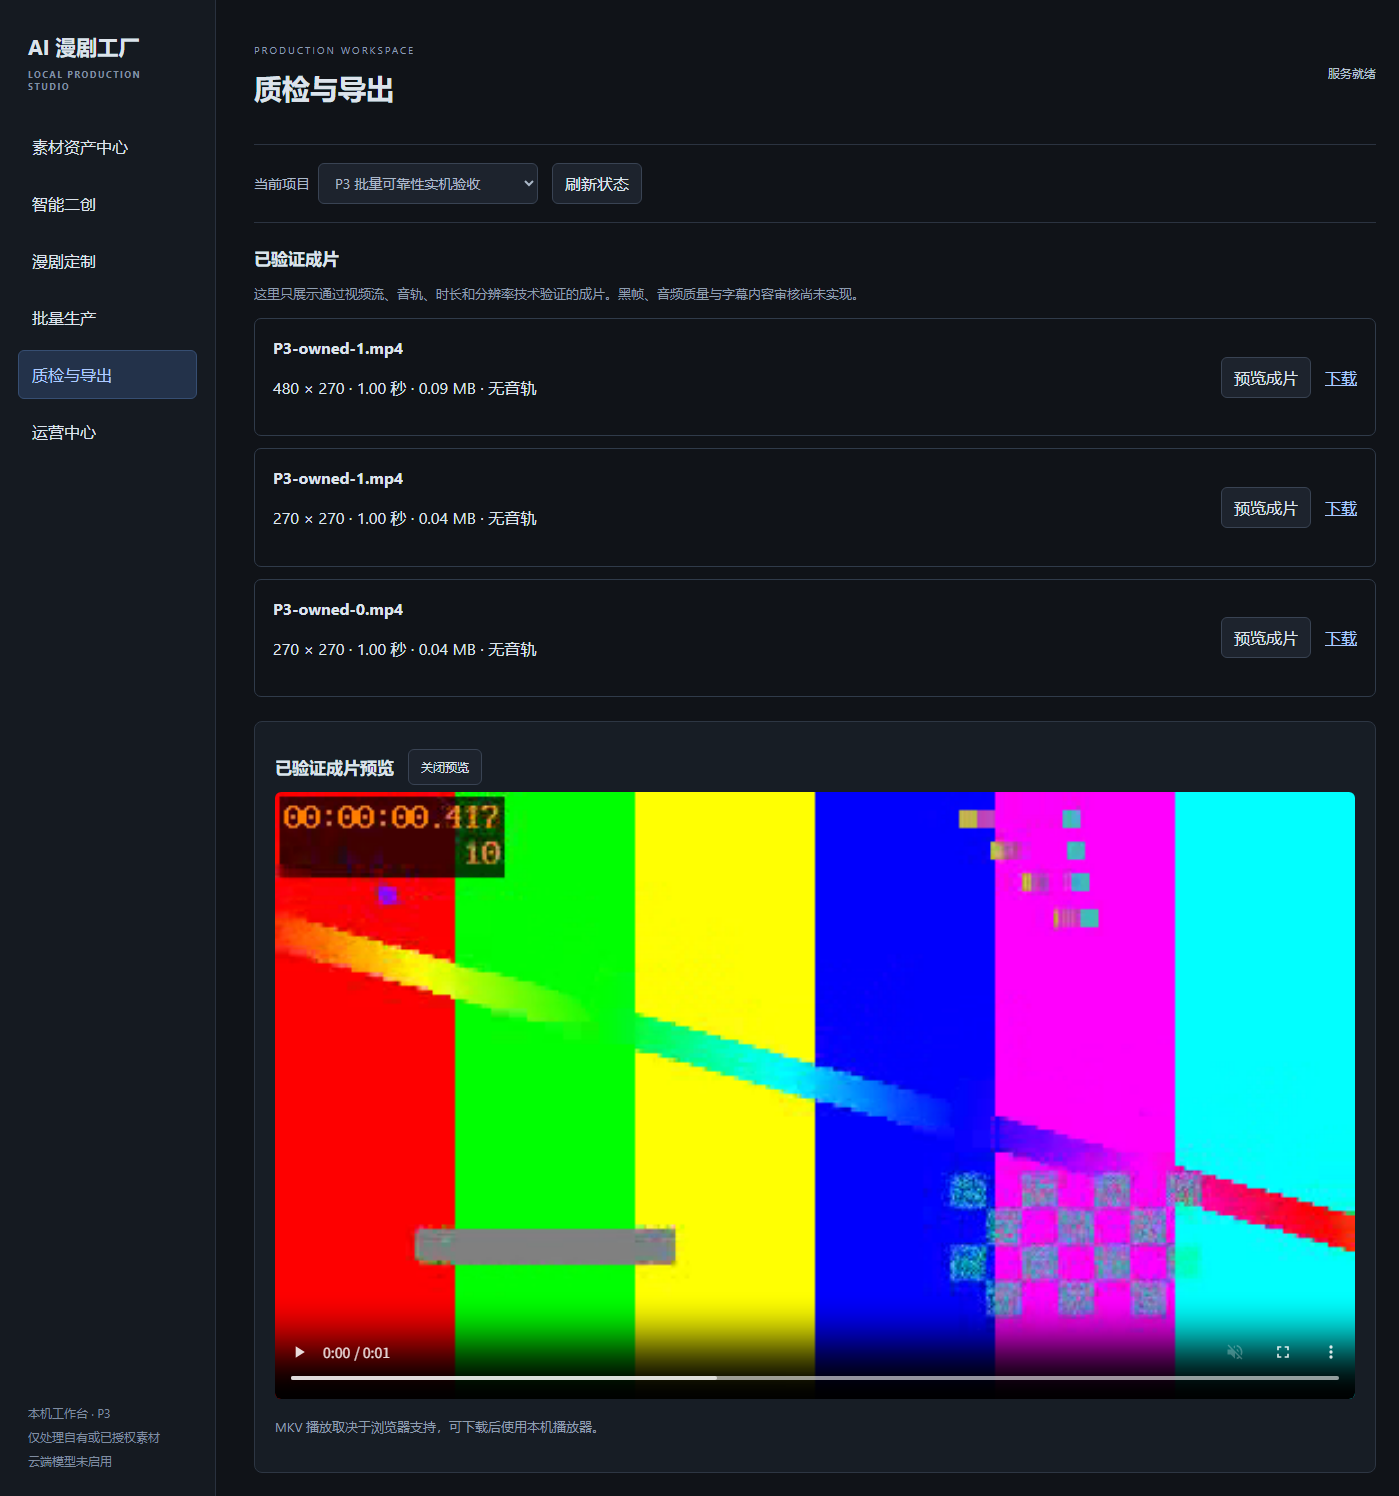 AI 漫剧工厂
LOCAL PRODUCTION
STUDIO
素材资产中心
智能二创
漫剧定制
批量生产
质检与导出
运营中心
本机工作台 · P3
仅处理自有或已授权素材
云端模型未启用
PRODUCTION WORKSPACE
质检与导出
服务就绪
当前项目 P3 批量可靠性实机验收 刷新状态
已验证成片
这里只展示通过视频流、音轨、时长和分辨率技术验证的成片。黑帧、音频质量与字幕内容审核尚未实现。
P3-owned-1.mp4
480 × 270 · 1.00 秒 · 0.09 MB · 无音轨
预览成片 下载
P3-owned-1.mp4
270 × 270 · 1.00 秒 · 0.04 MB · 无音轨
预览成片 下载
P3-owned-0.mp4
270 × 270 · 1.00 秒 · 0.04 MB · 无音轨
预览成片 下载
已验证成片预览 关闭预览
00:00:00.417
10
0:00 / 0:01
MKV 播放取决于浏览器支持，可下载后使用本机播放器。